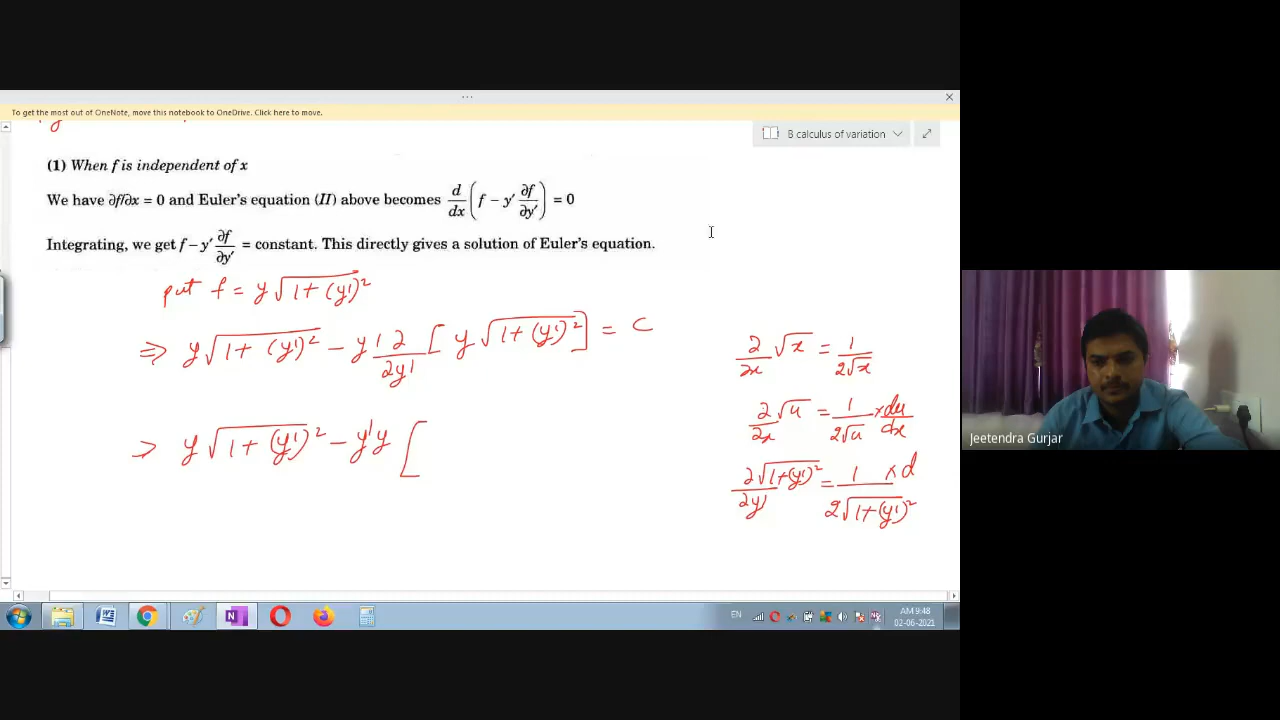 To get the most out of OneNote, move this notebook to OneDrive. Click here to move.
B calculus of variation
(1) When f is independent of x
We have ∂f/∂x = 0 and Euler's equation (II) above becomes d/dx (f − y′ ∂f/∂y′) = 0
Integrating, we get f − y′ ∂f/∂y′ = constant. This directly gives a solution of Euler's equation.
put f = y√1+(y')²
⇒ y√1+(y')² − y' ∂/∂y' [ y√1+(y')² ] = c
⇒ y√1+(y')² − y'y [
∂/∂x √x = 1/2√x
∂/∂x √u = 1/2√u × du/dx
∂√1+(y')²/∂y' = 1/2√1+(y')² × d
Jeetendra Gurjar
EN
AM 9:48
02-06-2021